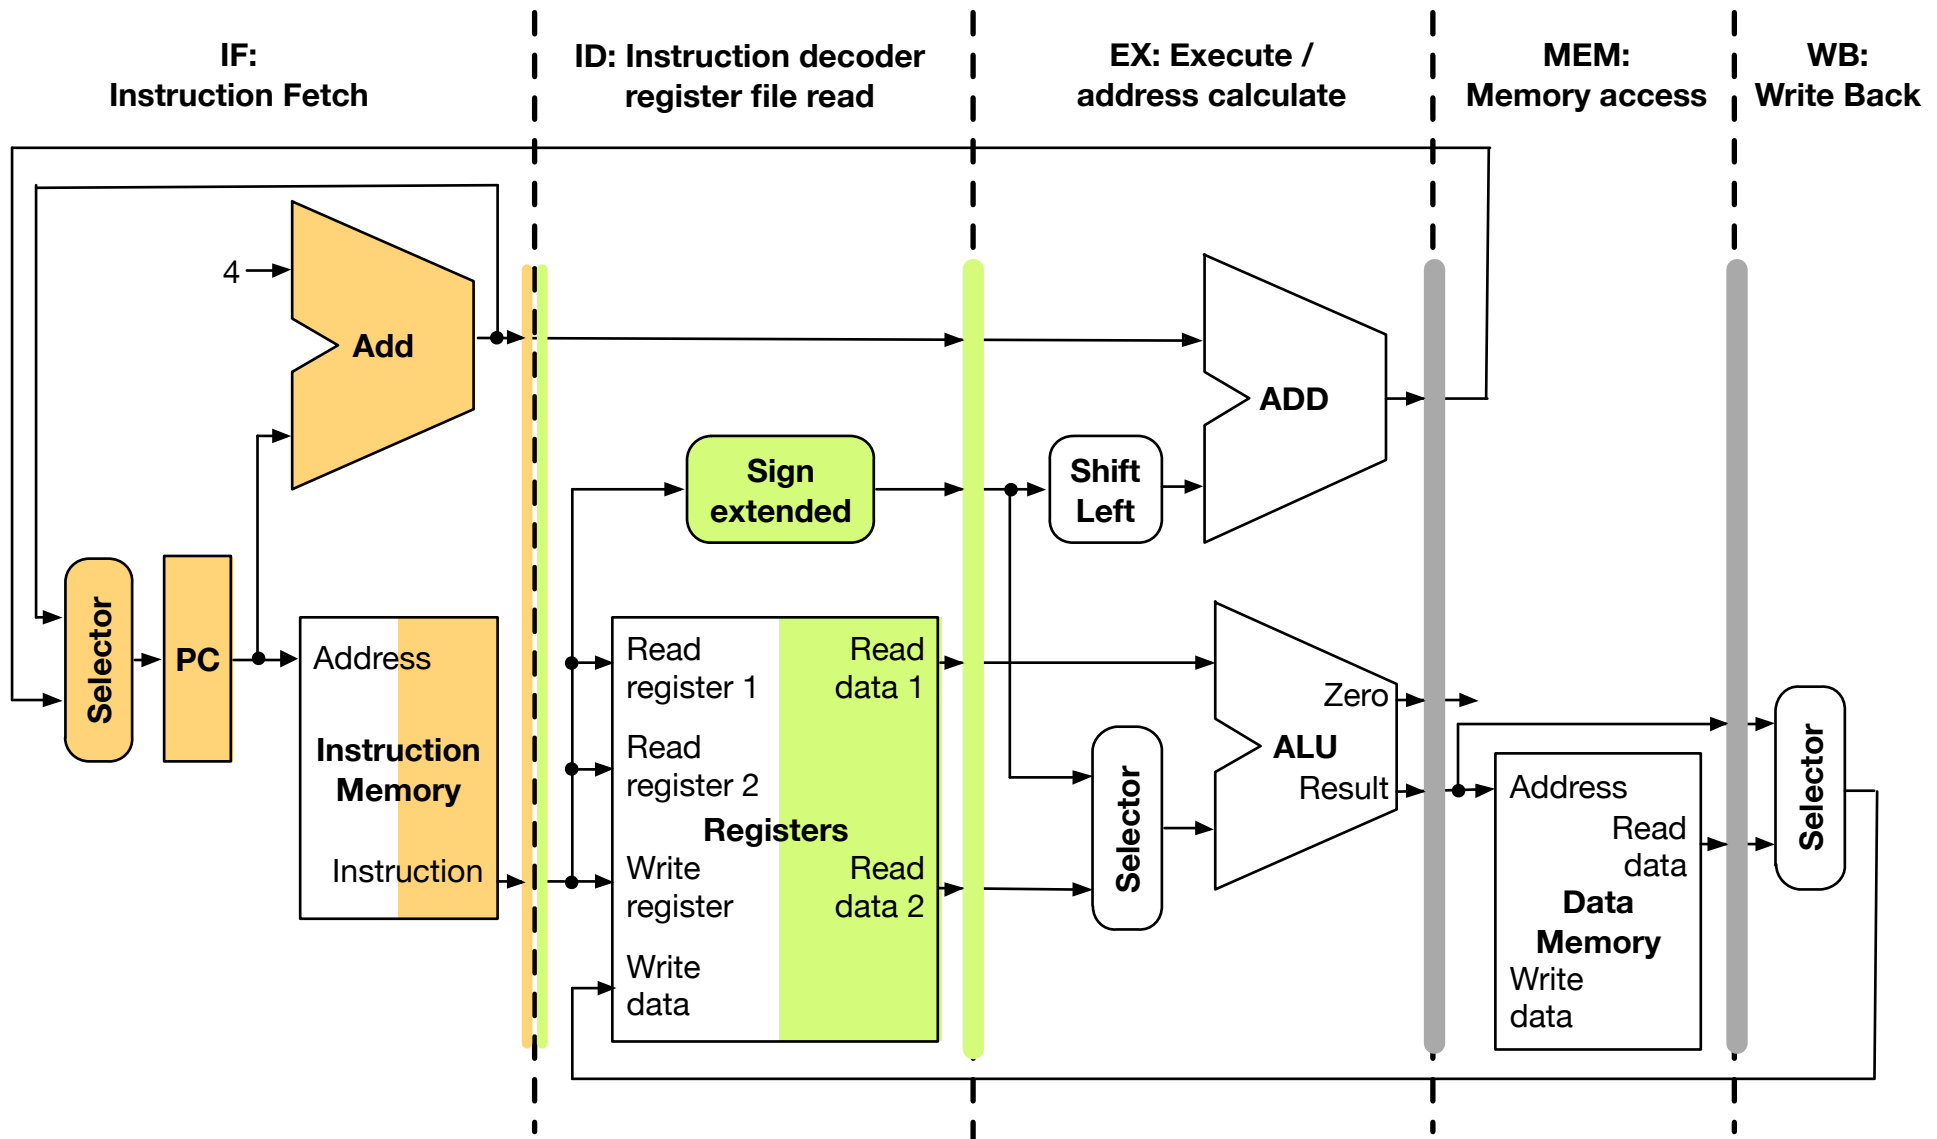 IF:
Instruction Fetch
ID: Instruction decoder
register file read
EX: Execute /
address calculate
MEM:
Memory access
WB:
Write Back
4
Add
Selector
PC
Address
Instruction
Memory
Instruction
Sign
extended
Read
register 1
Read
data 1
Read
register 2
Registers
Write
register
Read
data 2
Write
data
Shift
Left
ADD
Selector
Zero
ALU
Result
Address
Read
data
Data
Memory
Write
data
Selector